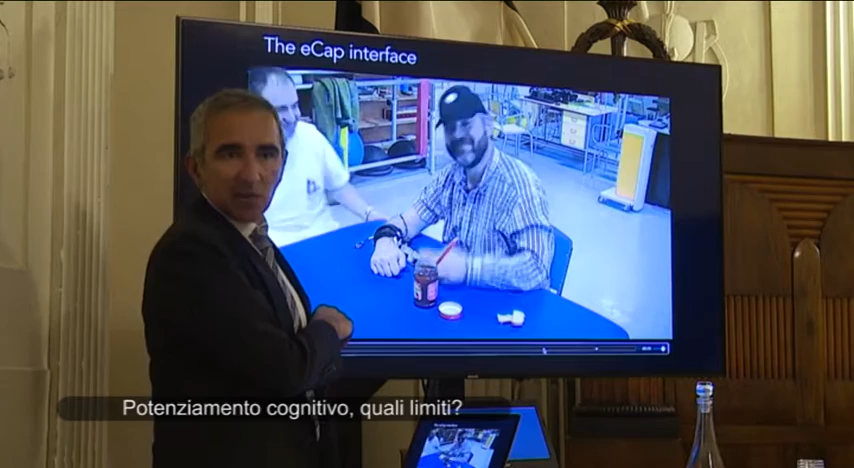 The eCap interface
Potenziamento cognitivo, quali limiti?